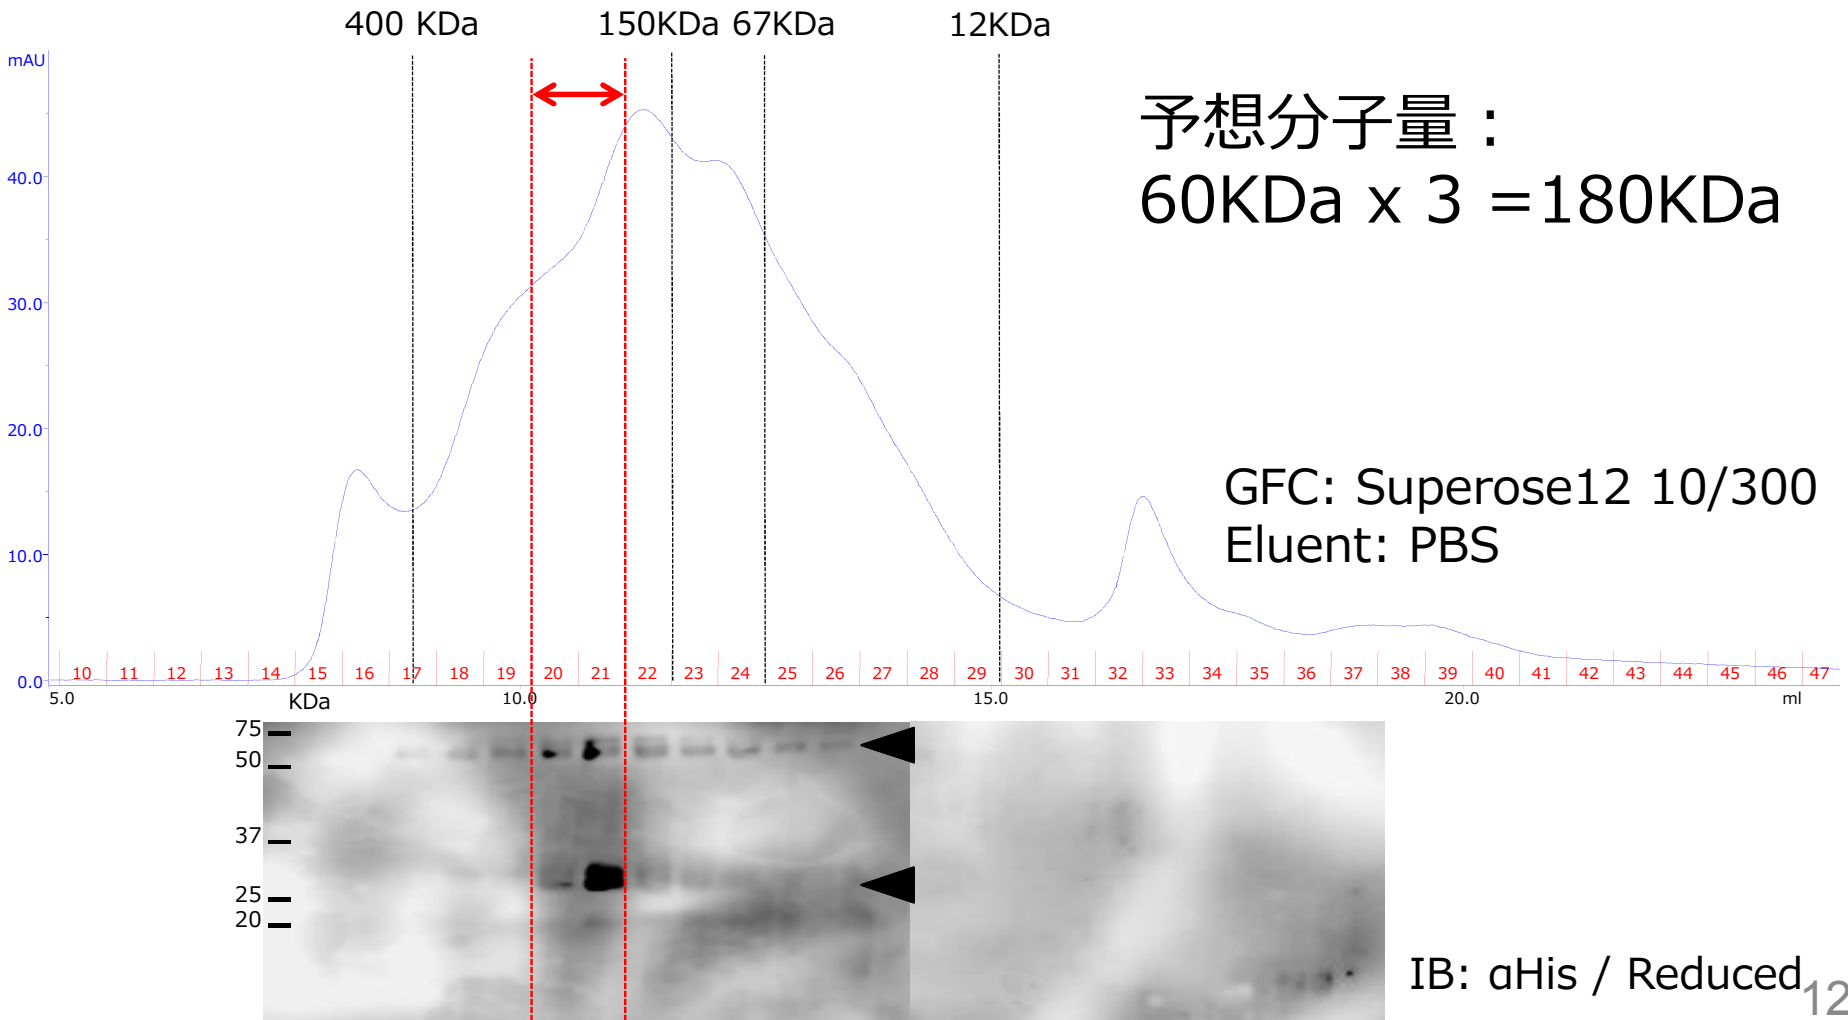 400 KDa
150KDa 67KDa
12KDa
mAU
40.0
30.0
20.0
10.0
0.0
予想分子量：
60KDa x 3 =180KDa
GFC: Superose12 10/300
Eluent: PBS
10 11 12 13 14 15 16 17 18 19 20 21 22 23 24 25 26 27 28 29 30 31 32 33 34 35 36 37 38 39 40 41 42 43 44 45 46 47
5.0 10.0 15.0 20.0 ml
KDa
75
50
37
25
20
IB: αHis / Reduced
12